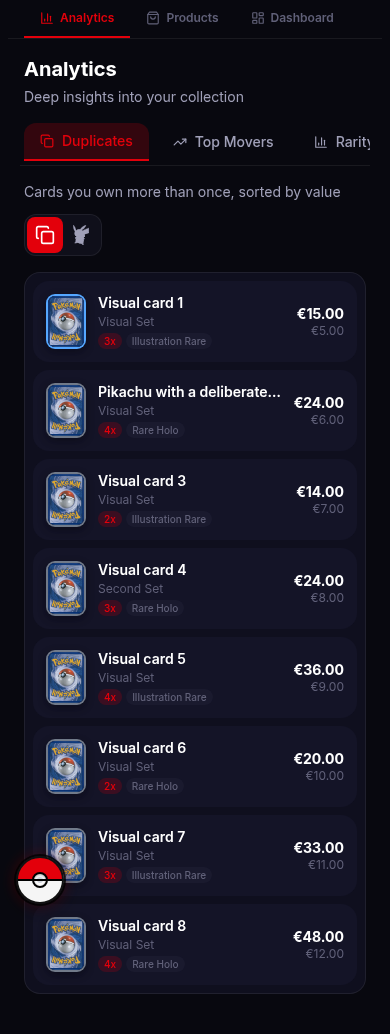 Analytics
Products
Dashboard
Analytics
Deep insights into your collection
Duplicates
Top Movers
Rarity
Cards you own more than once, sorted by value
Visual card 1
€15.00
Visual Set
€5.00
3x
Illustration Rare
Pikachu with a deliberate...
€24.00
Visual Set
€6.00
4x
Rare Holo
Visual card 3
€14.00
Visual Set
€7.00
2x
Illustration Rare
Visual card 4
€24.00
Second Set
€8.00
3x
Rare Holo
Visual card 5
€36.00
Visual Set
€9.00
4x
Illustration Rare
Visual card 6
€20.00
Visual Set
€10.00
2x
Rare Holo
Visual card 7
€33.00
Visual Set
€11.00
3x
Illustration Rare
Visual card 8
€48.00
Visual Set
€12.00
4x
Rare Holo